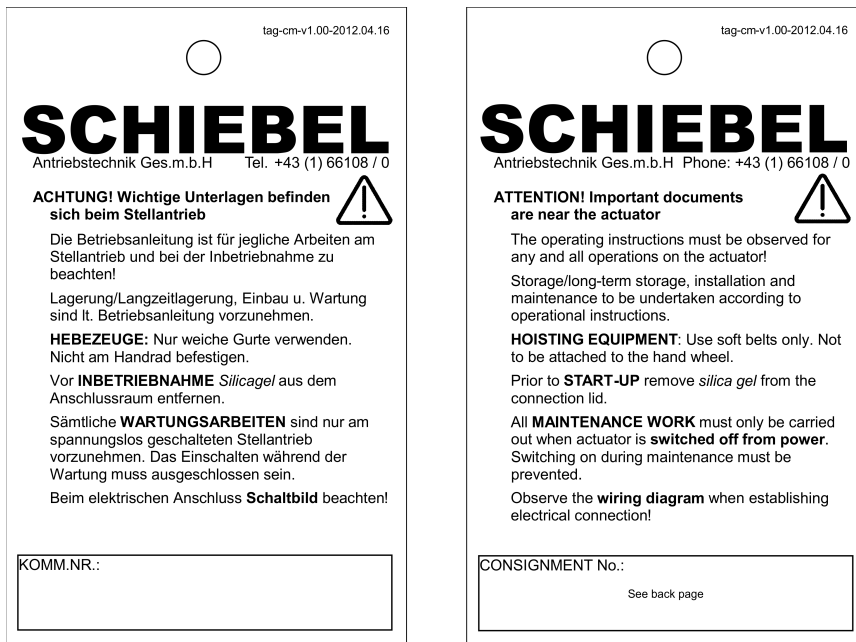 tag-cm-v1.00-2012.04.16
SCHIEBEL
Antriebstechnik Ges.m.b.H Tel. +43 (1) 66108 / 0
ACHTUNG! Wichtige Unterlagen befinden
sich beim Stellantrieb
Die Betriebsanleitung ist für jegliche Arbeiten am
Stellantrieb und bei der Inbetriebnahme zu
beachten!
Lagerung/Langzeitlagerung, Einbau u. Wartung
sind lt. Betriebsanleitung vorzunehmen.
HEBEZEUGE: Nur weiche Gurte verwenden.
Nicht am Handrad befestigen.
Vor INBETRIEBNAHME Silicagel aus dem
Anschlussraum entfernen.
Sämtliche WARTUNGSARBEITEN sind nur am
spannungslos geschalteten Stellantrieb
vorzunehmen. Das Einschalten während der
Wartung muss ausgeschlossen sein.
Beim elektrischen Anschluss Schaltbild beachten!
KOMM.NR.:
tag-cm-v1.00-2012.04.16
SCHIEBEL
Antriebstechnik Ges.m.b.H Phone: +43 (1) 66108 / 0
ATTENTION! Important documents
are near the actuator
The operating instructions must be observed for
any and all operations on the actuator!
Storage/long-term storage, installation and
maintenance to be undertaken according to
operational instructions.
HOISTING EQUIPMENT: Use soft belts only. Not
to be attached to the hand wheel.
Prior to START-UP remove silica gel from the
connection lid.
All MAINTENANCE WORK must only be carried
out when actuator is switched off from power.
Switching on during maintenance must be
prevented.
Observe the wiring diagram when establishing
electrical connection!
CONSIGNMENT No.:
See back page